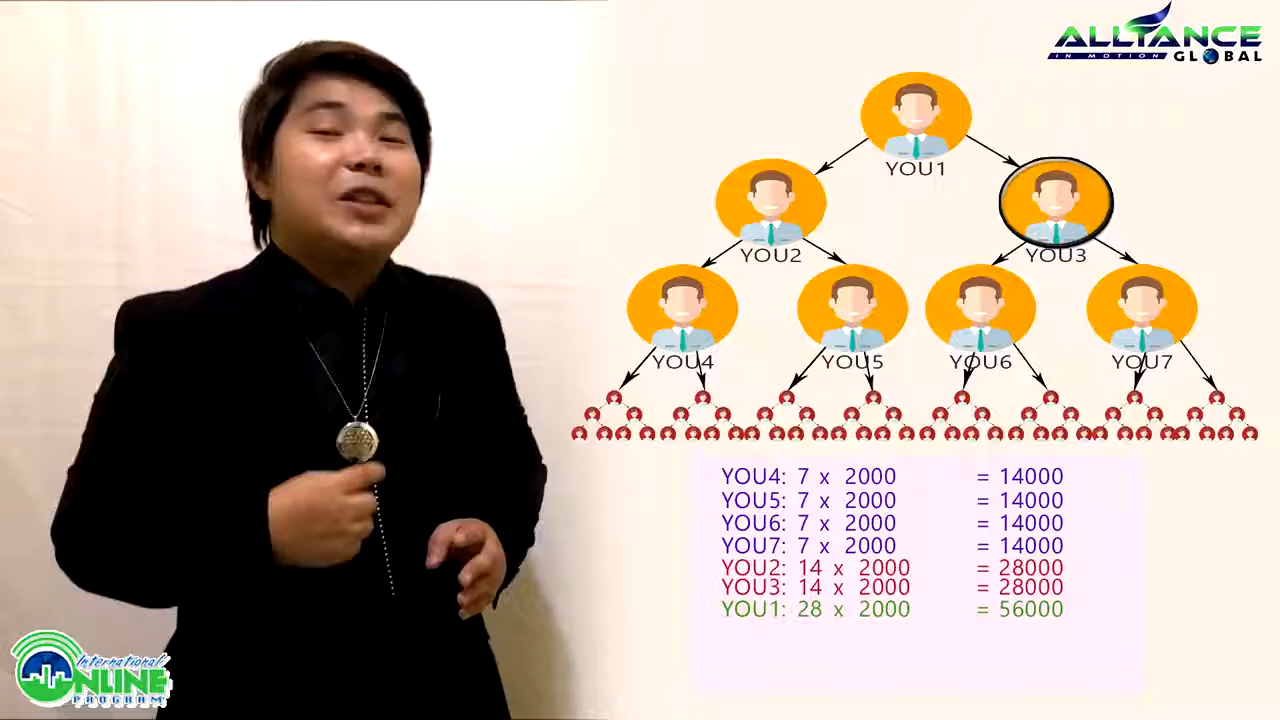 ALLIANCE
IN MOTION GLOBAL
YOU1
YOU2
YOU3
YOU4
YOU5
YOU6
YOU7
YOU4: 7 x 2000 = 14000
YOU5: 7 x 2000 = 14000
YOU6: 7 x 2000 = 14000
YOU7: 7 x 2000 = 14000
YOU2: 14 x 2000 = 28000
YOU3: 14 x 2000 = 28000
YOU1: 28 x 2000 = 56000
International
ONLINE
PROGRAM